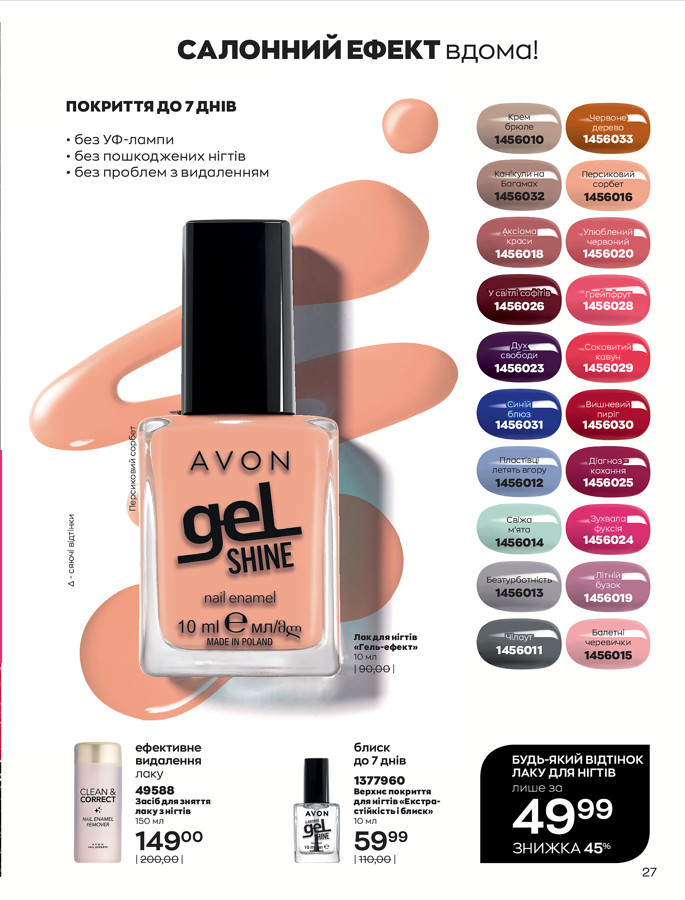 САЛОННИЙ ЕФЕКТ вдома!
ПОКРИТТЯ ДО 7 ДНІВ
• без УФ-лампи
• без пошкоджених нігтів
• без проблем з видаленням
Крем
брюле
1456010
Червоне
дерево
1456033
Канікули на
Багамах
1456032
Персиковий
сорбет
1456016
Аксіома
краси
1456018
Улюблений
червоний
1456020
У світлі софітів
1456026
Грейпфрут
1456028
Дух
свободи
1456023
Соковитий
кавун
1456029
Синій
блюз
1456031
Вишневий
пиріг
1456030
Пластівці
летять вгору
1456012
Діагноз
кохання
1456025
Свіжа
м'ята
1456014
Зухвала
фуксія
1456024
Безтурботність
1456013
Літній
бузок
1456019
Чілаут
1456011
Балетні
черевички
1456015
Персиковий сорбет
Δ - сяючі відтінки
AVON
gel
SHINE
nail enamel
10 ml e мл/მლ
MADE IN POLAND
Лак для нігтів
«Гель-ефект»
10 мл
| 90,00 |
CLEAN &
CORRECT
NAIL ENAMEL
REMOVER
AVON
ефективне
видалення
лаку
49588
Засіб для зняття
лаку з нігтів
150 мл
149⁰⁰
| 200,00 |
AVON
gel
SHINE
блиск
до 7 днів
1377960
Верхнє покриття
для нігтів «Екстра-
стійкість і блиск»
10 мл
59⁹⁹
| 110,00 |
БУДЬ-ЯКИЙ ВІДТІНОК
ЛАКУ ДЛЯ НІГТІВ
лише за
49⁹⁹
ЗНИЖКА 45%
27